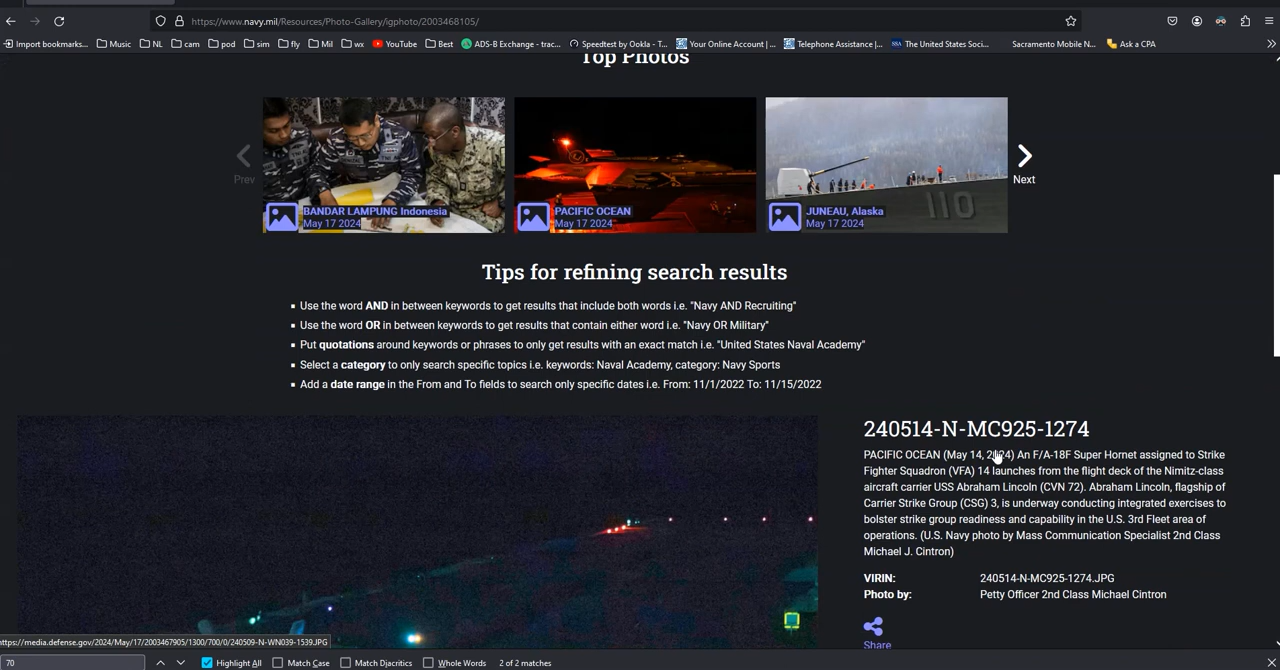 https://www.navy.mil/Resources/Photo-Gallery/igphoto/2003468105/
Import bookmarks... Music NL cam pod sim fly Mil wx YouTube Best ADS-B Exchange - trac... Speedtest by Ookla - T... Your Online Account | ... Telephone Assistance |... The United States Soci... Sacramento Mobile N... Ask a CPA
Top Photos
Prev
BANDAR LAMPUNG Indonesia
May 17 2024
PACIFIC OCEAN
May 17 2024
110
JUNEAU, Alaska
May 17 2024
Next
Tips for refining search results
Use the word AND in between keywords to get results that include both words i.e. "Navy AND Recruiting"
Use the word OR in between keywords to get results that contain either word i.e. "Navy OR Military"
Put quotations around keywords or phrases to only get results with an exact match i.e. "United States Naval Academy"
Select a category to only search specific topics i.e. keywords: Naval Academy, category: Navy Sports
Add a date range in the From and To fields to search only specific dates i.e. From: 11/1/2022 To: 11/15/2022
240514-N-MC925-1274
PACIFIC OCEAN (May 14, 2024) An F/A-18F Super Hornet assigned to Strike
Fighter Squadron (VFA) 14 launches from the flight deck of the Nimitz-class
aircraft carrier USS Abraham Lincoln (CVN 72). Abraham Lincoln, flagship of
Carrier Strike Group (CSG) 3, is underway conducting integrated exercises to
bolster strike group readiness and capability in the U.S. 3rd Fleet area of
operations. (U.S. Navy photo by Mass Communication Specialist 2nd Class
Michael J. Cintron)
VIRIN: 240514-N-MC925-1274.JPG
Photo by: Petty Officer 2nd Class Michael Cintron
Share
https://media.defense.gov/2024/May/17/2003467905/1300/700/0/240509-N-WN039-1539.JPG
70 Highlight All Match Case Match Diacritics Whole Words 2 of 2 matches